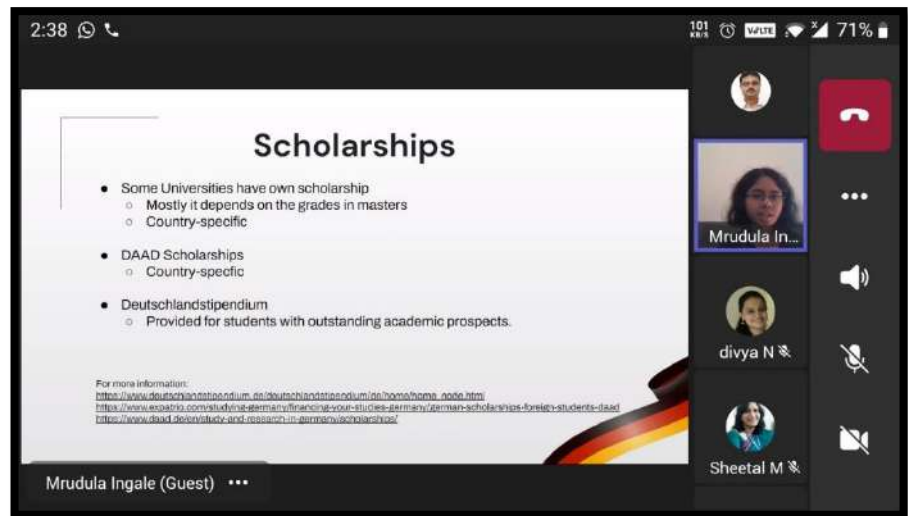 2:38
101
KB/S
VoLTE
X
71%
Scholarships
Some Universities have own scholarship
Mostly it depends on the grades in masters
Country-specific
DAAD Scholarships
Country-specfic
Deutschlandstipendium
Provided for students with outstanding academic prospects.
For more information:
https://www.deutschlandstipendium.de/deutschlandstipendium/de/home/home_node.html
https://www.expatrio.com/studying-germany/financing-your-studies-germany/german-scholarships-foreign-students-daad
https://www.daad.de/en/study-and-research-in-germany/scholarships/
Mrudula In...
divya N
Sheetal M
Mrudula Ingale (Guest)